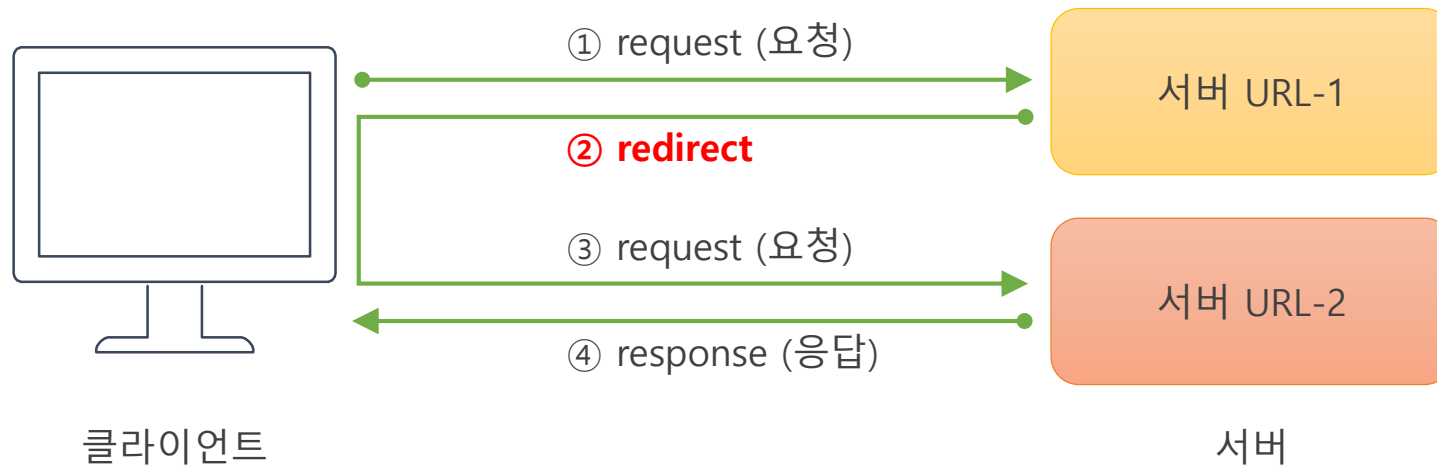 ① request (요청)
서버 URL-1
② redirect
③ request (요청)
서버 URL-2
④ response (응답)
클라이언트
서버